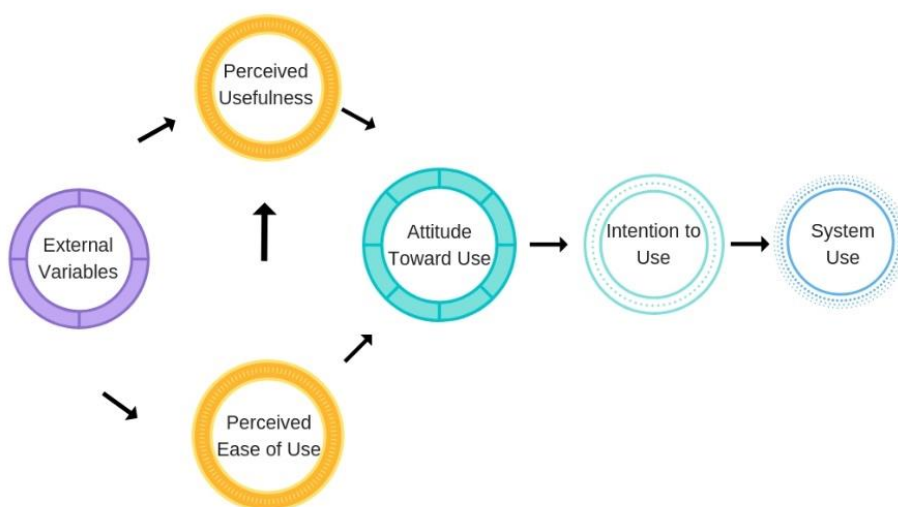 Perceived
Usefulness
External
Variables
Attitude
Toward Use
Intention to
Use
System
Use
Perceived
Ease of Use